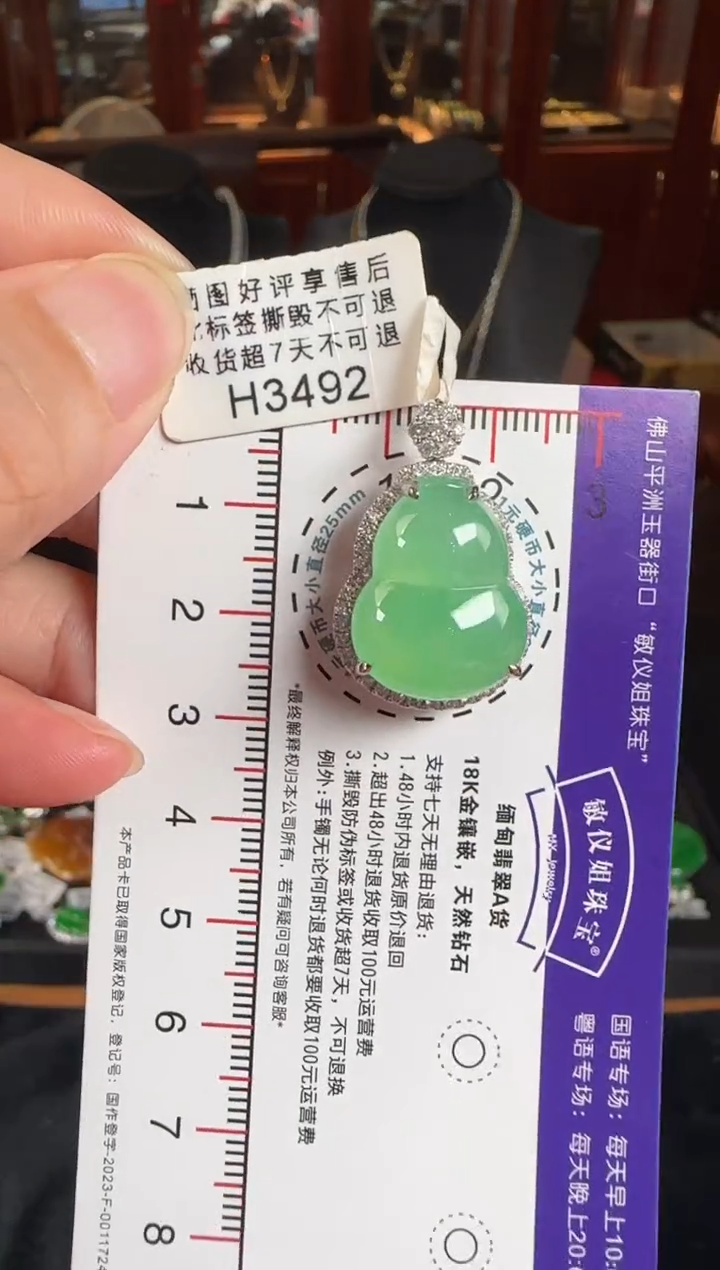 图好评享售后
标签撕毁不可退
收货超7天不可退
H3492
佛山平洲玉器街口“敏仪姐珠宝”
敏仪姐珠宝®
MYJ Jewelry
国语专场：每天早上10:
粤语专场：每天晚上20:
1元硬币大小直径
币大小直径25mm
缅甸翡翠A货
18K金镶嵌，天然钻石
支持七天无理由退货：
1.48小时内退货原价退回
2.超出48小时退货收取100元运营费
3.撕毁防伪标签或收货超7天，不可退换
例外:手镯无论何时退货都要收取100元运营费
*最终解释权归本公司所有，若有疑问可咨询客服*
1
2
3
4
5
6
7
8
本产品卡已取得国家版权登记，登记号：国作登字-2023-F-0011724